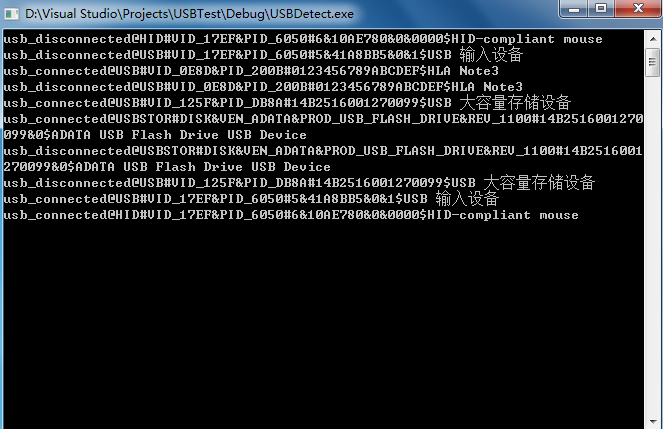 D:\Visual Studio\Projects\USBTest\Debug\USBDetect.exe
usb_disconnected@HID#VID_17EF&PID_6050#6&10AE780&0&0000$HID-compliant mouse
usb_disconnected@USB#VID_17EF&PID_6050#5&41A8BB5&0&1$USB 输入设备
usb_connected@USB#VID_0E8D&PID_200B#0123456789ABCDEF$HLA Note3
usb_disconnected@USB#VID_0E8D&PID_200B#0123456789ABCDEF$HLA Note3
usb_connected@USB#VID_125F&PID_DB8A#14B2516001270099$USB 大容量存储设备
usb_connected@USBSTOR#DISK&VEN_ADATA&PROD_USB_FLASH_DRIVE&REV_1100#14B2516001270
099&0$ADATA USB Flash Drive USB Device
usb_disconnected@USBSTOR#DISK&VEN_ADATA&PROD_USB_FLASH_DRIVE&REV_1100#14B2516001
270099&0$ADATA USB Flash Drive USB Device
usb_disconnected@USB#VID_125F&PID_DB8A#14B2516001270099$USB 大容量存储设备
usb_connected@USB#VID_17EF&PID_6050#5&41A8BB5&0&1$USB 输入设备
usb_connected@HID#VID_17EF&PID_6050#6&10AE780&0&0000$HID-compliant mouse